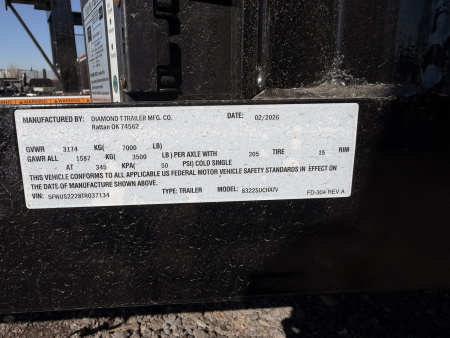 MANUFACTURED BY: DIAMOND T TRAILER MFG. CO. DATE: 02/2026
Rattan OK 74562
GVWR 3174 KG( 7000 LB)
GAWR ALL 1587 KG( 3500 LB ) PER AXLE WITH 205 TIRE 15 RIM
AT 345 KPA( 50 PSI) COLD SINGLE
THIS VEHICLE CONFORMS TO ALL APPLICABLE US FEDERAL MOTOR VEHICLE SAFETY STANDARDS IN EFFECT ON
THE DATE OF MANUFACTURE SHOWN ABOVE.
VIN: TYPE: TRAILER MODEL: FD-304 REV A